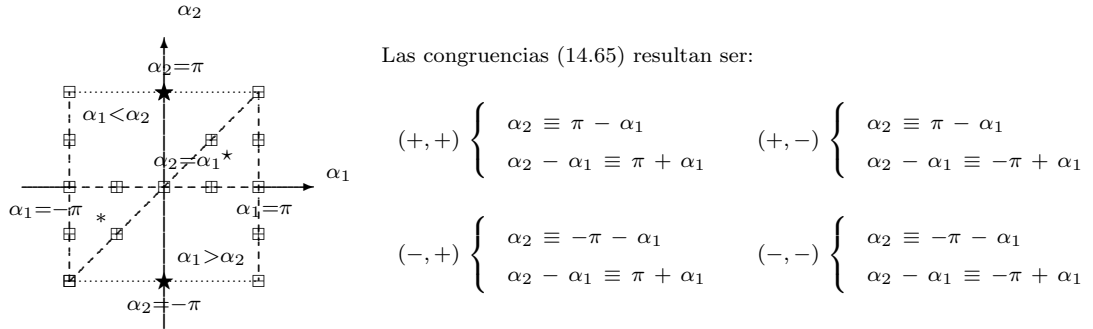 α₂
Las congruencias (14.65) resultan ser:
α₂=π
α₁<α₂
(+, +) { α₂ ≡ π − α₁
α₂ − α₁ ≡ π + α₁
(+, −) { α₂ ≡ π − α₁
α₂ − α₁ ≡ −π + α₁
α₂=α₁
α₁
α₁=−π
α₁=π
(−, +) { α₂ ≡ −π − α₁
α₂ − α₁ ≡ π + α₁
(−, −) { α₂ ≡ −π − α₁
α₂ − α₁ ≡ −π + α₁
α₁>α₂
α₂=−π